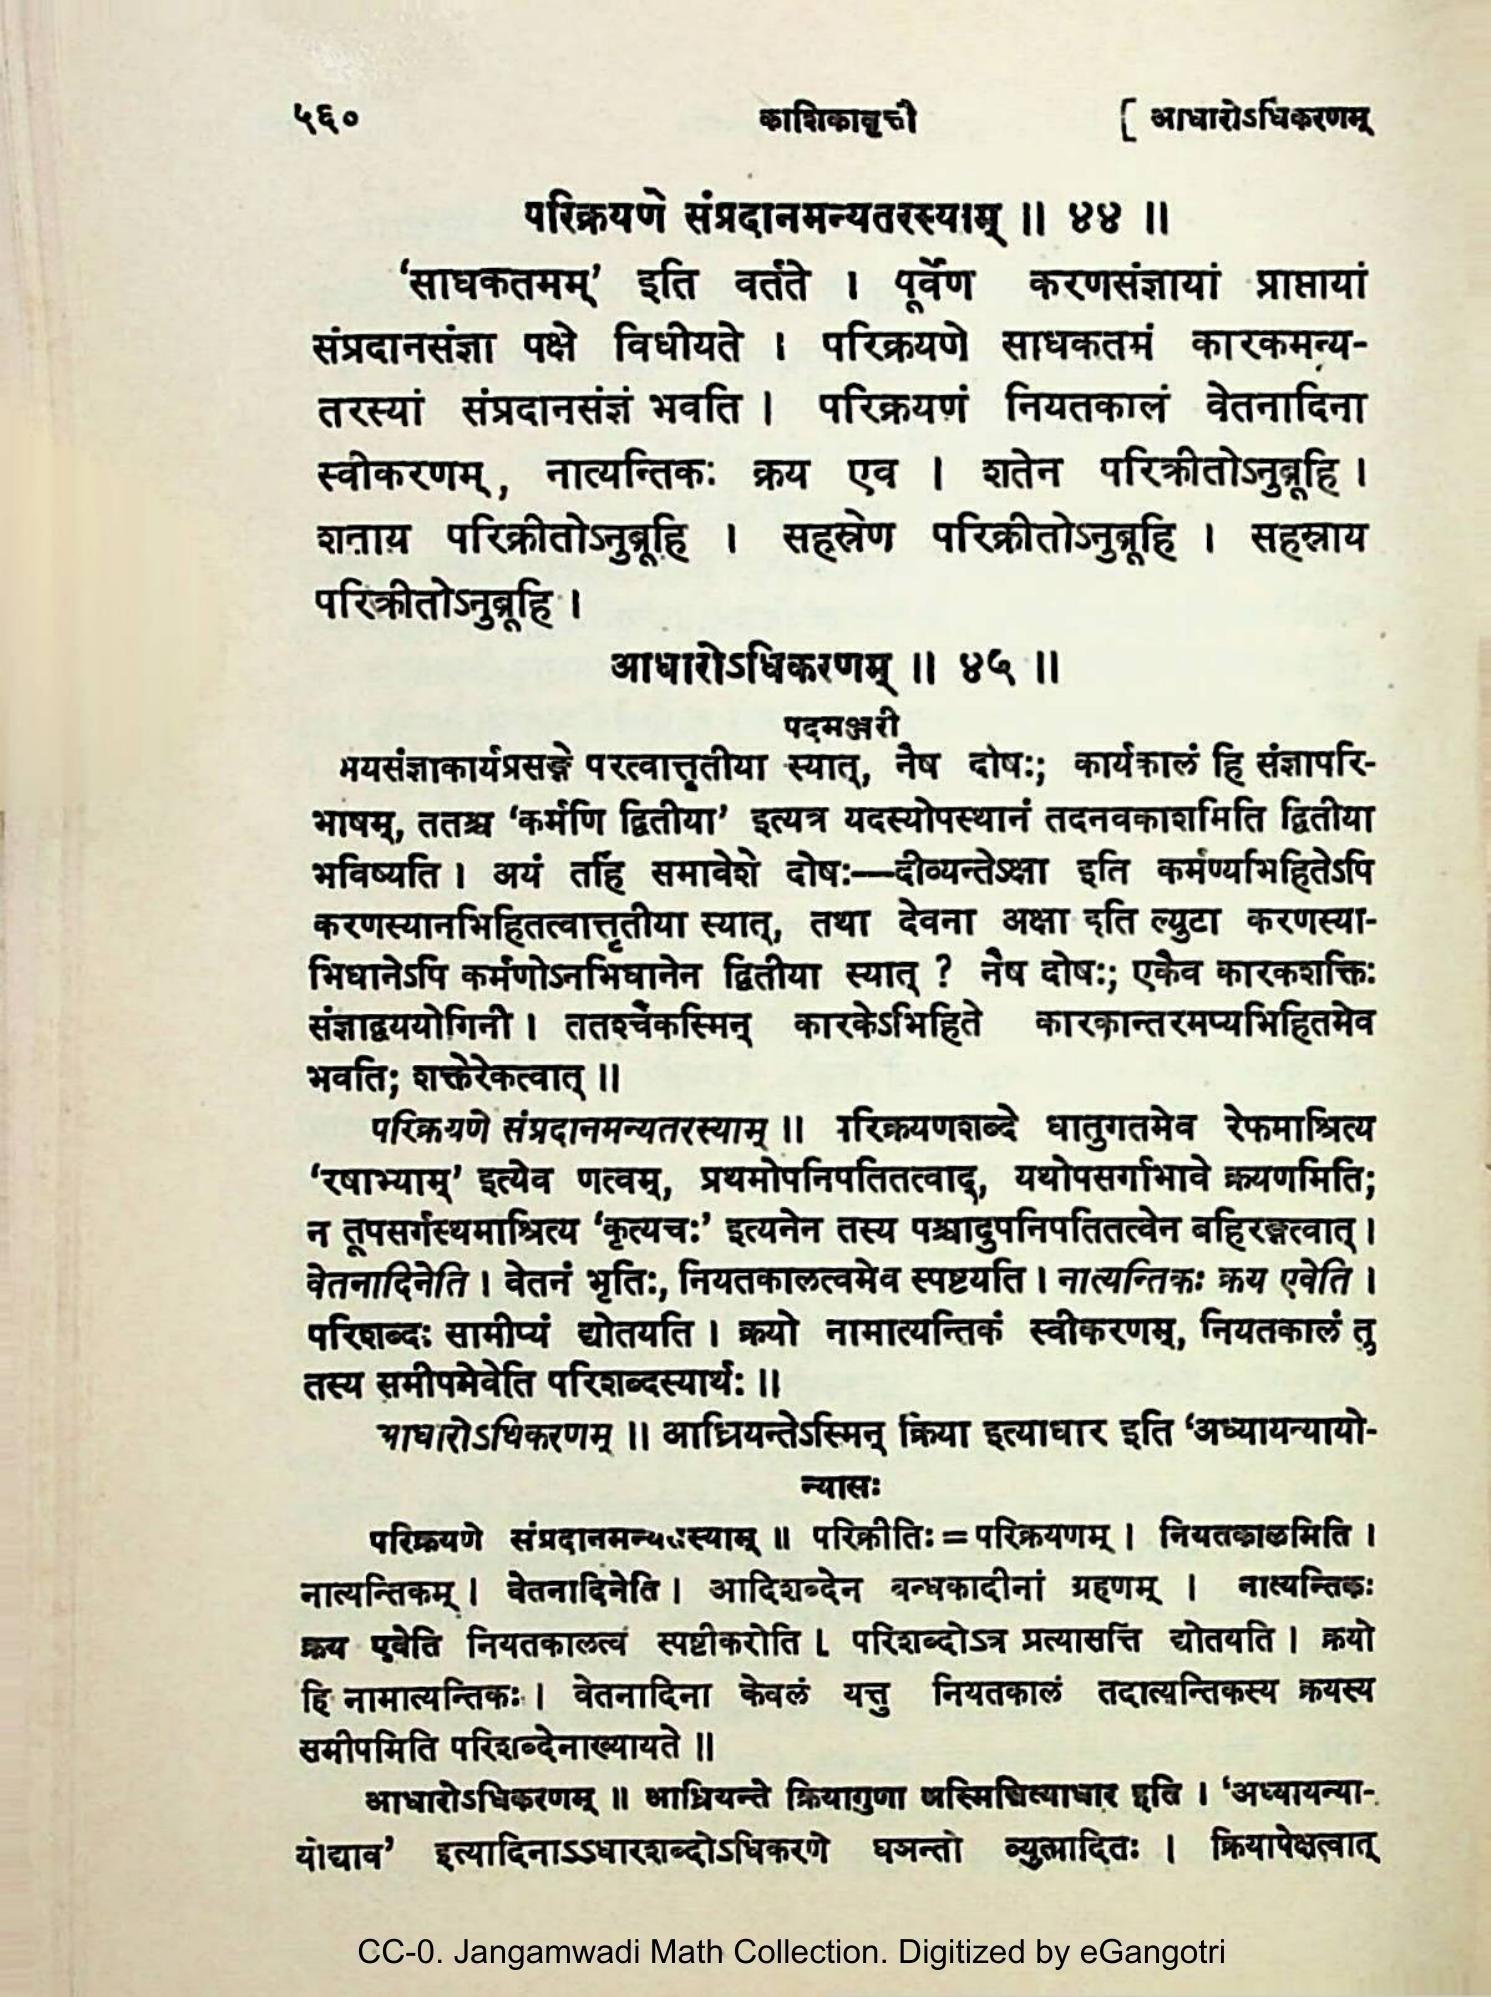 ५६० काशिकावृत्तौ [ आधारोऽधिकरणम्
परिक्रयणे संप्रदानमन्यतरस्याम् ॥ ४४ ॥
‘साधकतमम्’ इति वर्तते । पूर्वेण करणसंज्ञायां प्राप्तायां
संप्रदानसंज्ञा पक्षे विधीयते । परिक्रयणे साधकतमं कारकमन्य-
तरस्यां संप्रदानसंज्ञं भवति । परिक्रयणं नियतकालं वेतनादिना
स्वीकरणम्, नात्यन्तिकः क्रय एव । शतेन परिक्रीतोऽनुब्रूहि ।
शताय परिक्रीतोऽनुब्रूहि । सहस्रेण परिक्रीतोऽनुब्रूहि । सहस्राय
परिक्रीतोऽनुब्रूहि ।
आधारोऽधिकरणम् ॥ ४५ ॥
पदमञ्जरी
भयसंज्ञाकार्यप्रसङ्गे परत्वात्तृतीया स्यात्, नैष दोषः; कार्यकालं हि संज्ञापरि-
भाषम्, ततश्च ‘कर्मणि द्वितीया’ इत्यत्र यदस्योपस्थानं तदनवकाशमिति द्वितीया
भविष्यति । अयं तर्हि समावेशे दोषः—दीव्यन्तेऽक्षा इति कर्मण्यभिहितेऽपि
करणस्यानभिहितत्वात्तृतीया स्यात्, तथा देवना अक्षा इति ल्युटा करणस्या-
भिधानेऽपि कर्मणोऽनभिधानेन द्वितीया स्यात् ? नैष दोषः; एकैव कारकशक्तिः
संज्ञाद्वययोगिनी । ततश्चैकस्मिन् कारकेऽभिहिते कारकान्तरमप्यभिहितमेव
भवति; शक्तेरेकत्वात् ॥
परिक्रयणे संप्रदानमन्यतरस्याम् ॥ परिक्रयणशब्दे धातुगतमेव रेफमाश्रित्य
‘रषाभ्याम्’ इत्येव णत्वम्, प्रथमोपनिपतितत्वाद्, यथोपसर्गाभावे क्रयणमिति;
न तूपसर्गस्थमाश्रित्य ‘कृत्यचः’ इत्यनेन तस्य पश्चादुपनिपतितत्वेन बहिरङ्गत्वात् ।
वेतनादिनेति । वेतनं भृतिः, नियतकालत्वमेव स्पष्टयति । नात्यन्तिकः क्रय एवेति ।
परिशब्दः सामीप्यं द्योतयति । क्रयो नामात्यन्तिकं स्वीकरणम्, नियतकालं तु
तस्य समीपमेवेति परिशब्दस्यार्थः ॥
आधारोऽधिकरणम् ॥ आध्रियन्तेऽस्मिन् क्रिया इत्याधार इति ‘अध्यायन्यायो-
न्यासः
परिक्रयणे संप्रदानमन्यतरस्याम् ॥ परिक्रीतिः = परिक्रयणम् । नियतकालमिति ।
नात्यन्तिकम् । वेतनादिनेति । आदिशब्देन बन्धकादीनां ग्रहणम् । नात्यन्तिकः
क्रय एवेति नियतकालत्वं स्पष्टीकरोति । परिशब्दोऽत्र प्रत्यासत्तिं द्योतयति । क्रयो
हि नामात्यन्तिकः । वेतनादिना केवलं यत्तु नियतकालं तदात्यन्तिकस्य क्रयस्य
समीपमिति परिशब्देनाख्यायते ॥
आधारोऽधिकरणम् ॥ आध्रियन्ते क्रियागुणा अस्मिन्नित्याधार इति । ‘अध्यायन्या-
योद्याव’ इत्यादिनाऽऽधारशब्दोऽधिकरणे घञन्तो व्युत्पादितः । क्रियापेक्षत्वात्
CC-0. Jangamwadi Math Collection. Digitized by eGangotri